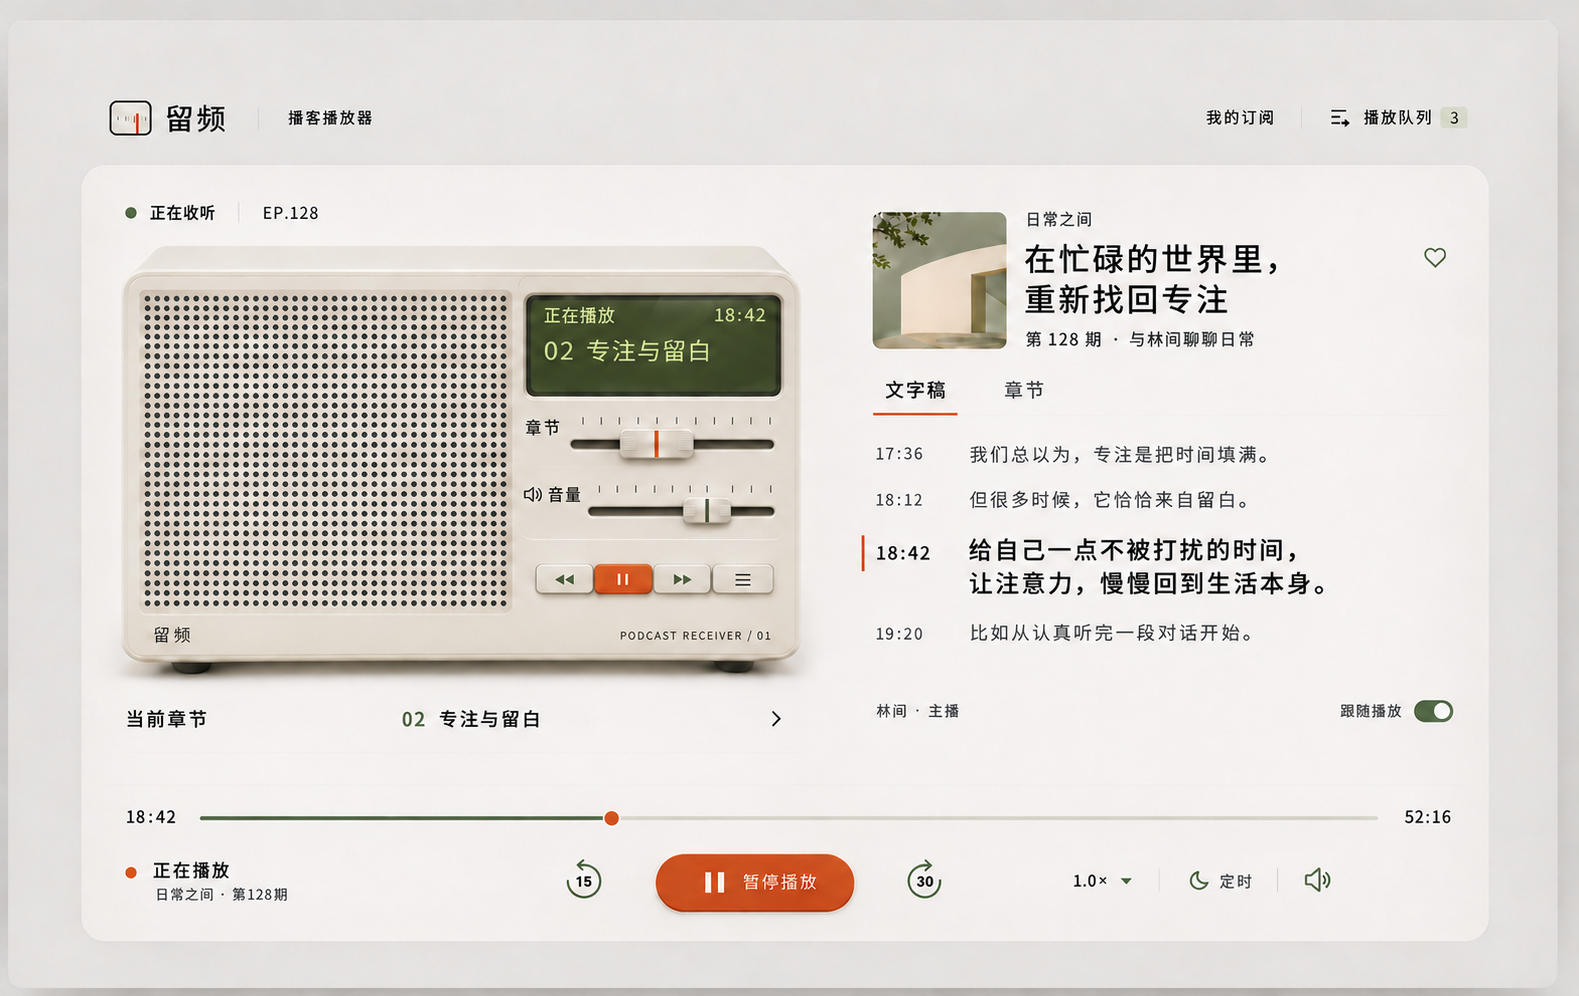 留频
播客播放器
我的订阅
播放队列 3
正在收听
EP.128
正在播放 18:42
02 专注与留白
章节
音量
留频
PODCAST RECEIVER / 01
当前章节
02 专注与留白
日常之间
在忙碌的世界里，
重新找回专注
第 128 期 · 与林间聊聊日常
文字稿
章节
17:36 我们总以为，专注是把时间填满。
18:12 但很多时候，它恰恰来自留白。
18:42 给自己一点不被打扰的时间，
让注意力，慢慢回到生活本身。
19:20 比如从认真听完一段对话开始。
林间 · 主播
跟随播放
18:42
52:16
正在播放
日常之间 · 第128期
15
暂停播放
30
1.0×
定时